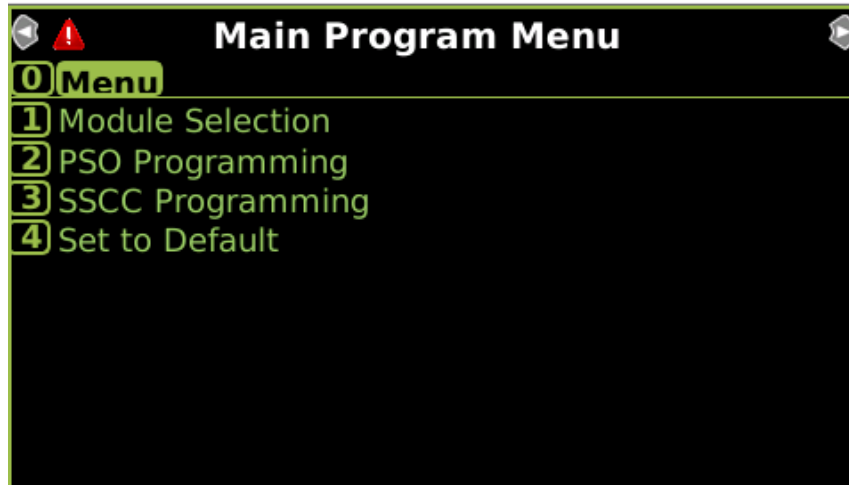 Main Program Menu
0 Menu
1 Module Selection
2 PSO Programming
3 SSCC Programming
4 Set to Default